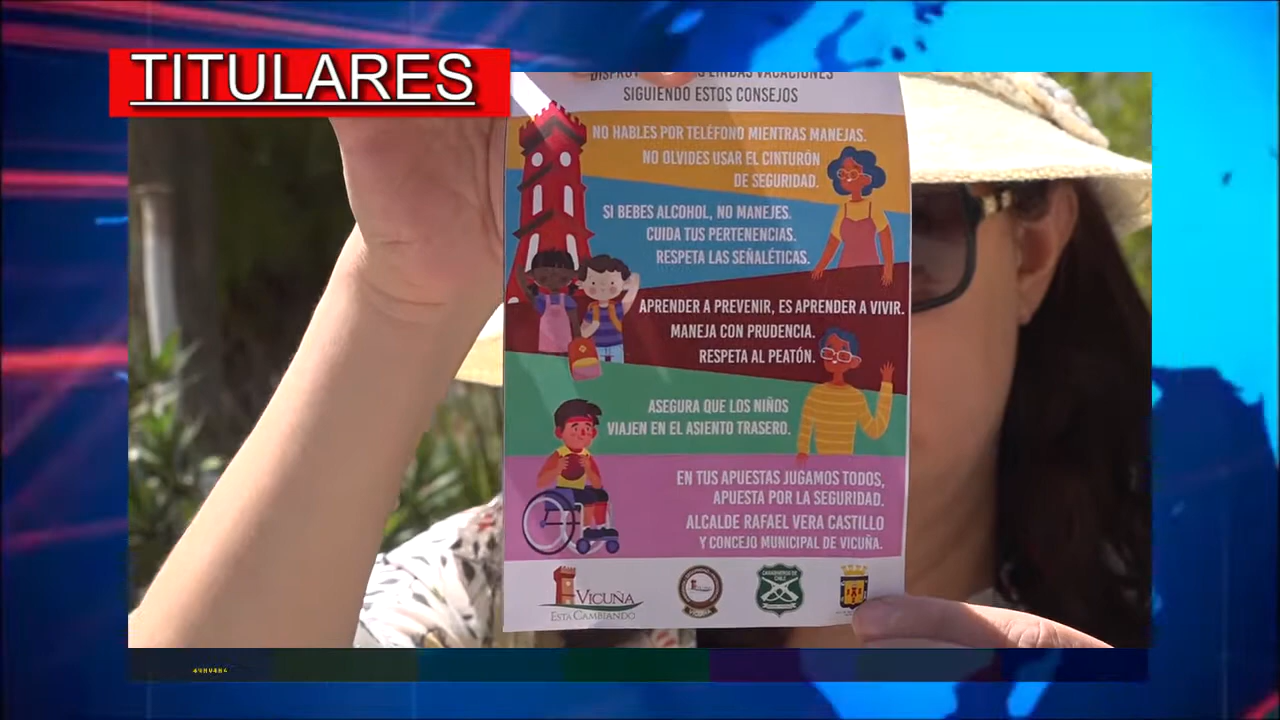 TITULARES
SIGUIENDO ESTOS CONSEJOS
NO HABLES POR TELÉFONO MIENTRAS MANEJAS.
NO OLVIDES USAR EL CINTURÓN
DE SEGURIDAD.
SI BEBES ALCOHOL, NO MANEJES.
CUIDA TUS PERTENENCIAS.
RESPETA LAS SEÑALÉTICAS.
APRENDER A PREVENIR, ES APRENDER A VIVIR.
MANEJA CON PRUDENCIA.
RESPETA AL PEATÓN.
ASEGURA QUE LOS NIÑOS
VIAJEN EN EL ASIENTO TRASERO.
EN TUS APUESTAS JUGAMOS TODOS,
APUESTA POR LA SEGURIDAD.
ALCALDE RAFAEL VERA CASTILLO
Y CONCEJO MUNICIPAL DE VICUÑA.
VICUÑA
ESTÁ CAMBIANDO
CARABINEROS DE
CHILE